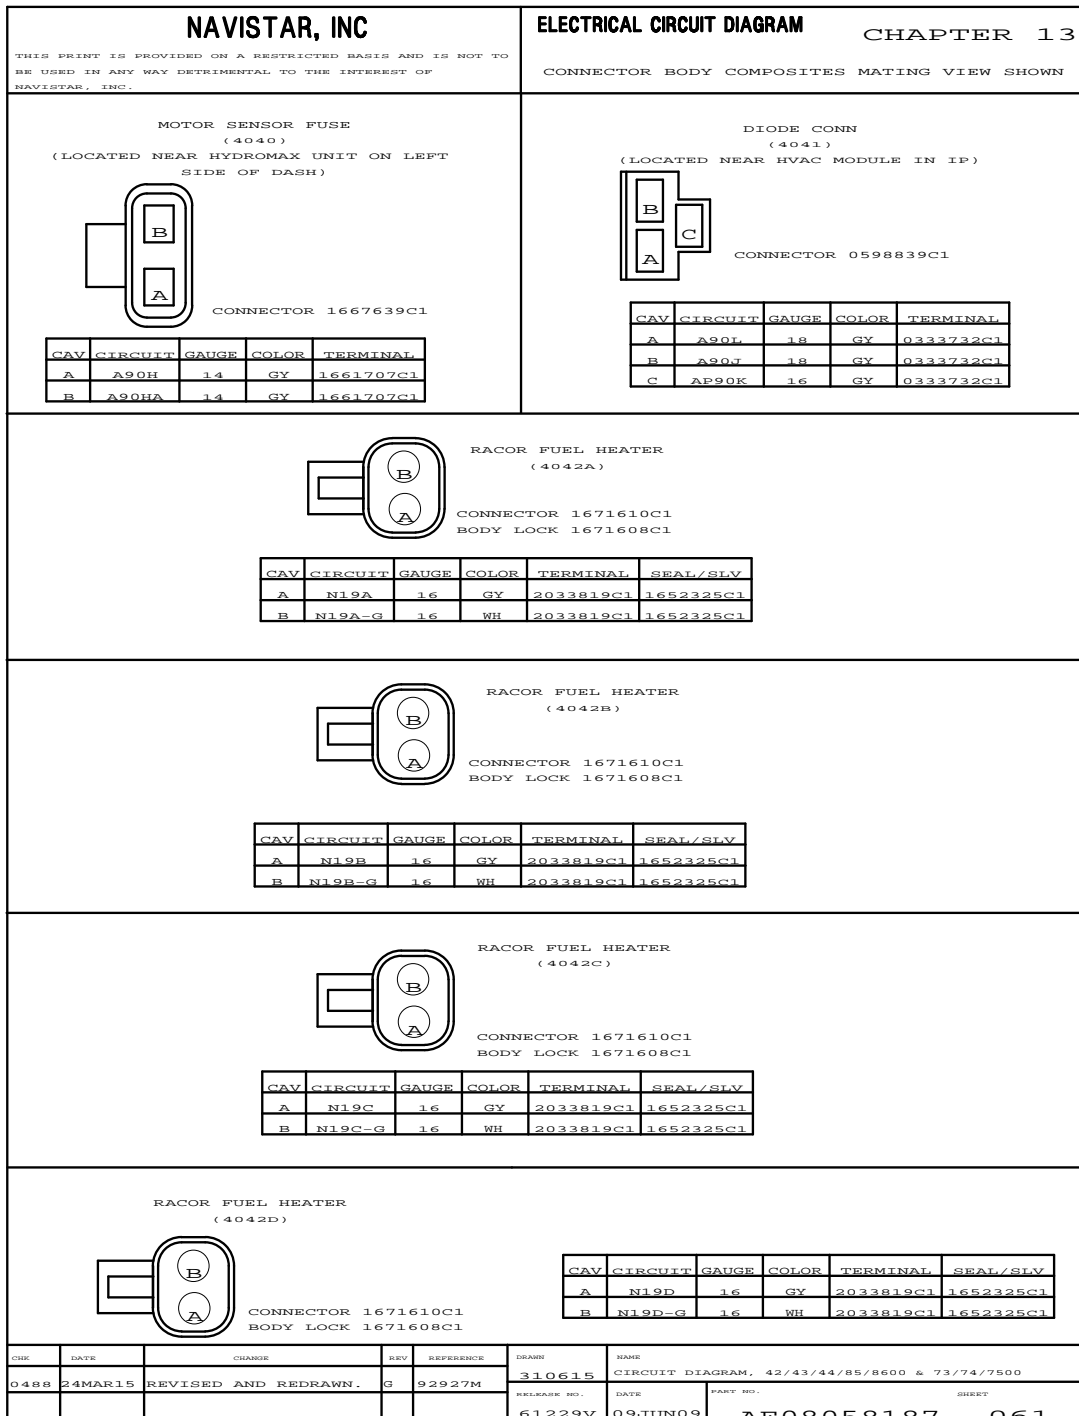 NAVISTAR, INC
THIS PRINT IS PROVIDED ON A RESTRICTED BASIS AND IS NOT TO
BE USED IN ANY WAY DETRIMENTAL TO THE INTEREST OF
NAVISTAR, INC.
ELECTRICAL CIRCUIT DIAGRAM
CHAPTER 13
CONNECTOR BODY COMPOSITES MATING VIEW SHOWN
MOTOR SENSOR FUSE
(4040)
(LOCATED NEAR HYDROMAX UNIT ON LEFT
SIDE OF DASH)
B
A
CONNECTOR 1667639C1
CAV CIRCUIT GAUGE COLOR TERMINAL
A A90H 14 GY 1661707C1
B A90HA 14 GY 1661707C1
DIODE CONN
(4041)
(LOCATED NEAR HVAC MODULE IN IP)
B
C
A
CONNECTOR 0598839C1
CAV CIRCUIT GAUGE COLOR TERMINAL
A A90L 18 GY 0333732C1
B A90J 18 GY 0333732C1
C AP90K 16 GY 0333732C1
RACOR FUEL HEATER
(4042A)
B
A
CONNECTOR 1671610C1
BODY LOCK 1671608C1
CAV CIRCUIT GAUGE COLOR TERMINAL SEAL/SLV
A N19A 16 GY 2033819C1 1652325C1
B N19A-G 16 WH 2033819C1 1652325C1
RACOR FUEL HEATER
(4042B)
B
A
CONNECTOR 1671610C1
BODY LOCK 1671608C1
CAV CIRCUIT GAUGE COLOR TERMINAL SEAL/SLV
A N19B 16 GY 2033819C1 1652325C1
B N19B-G 16 WH 2033819C1 1652325C1
RACOR FUEL HEATER
(4042C)
B
A
CONNECTOR 1671610C1
BODY LOCK 1671608C1
CAV CIRCUIT GAUGE COLOR TERMINAL SEAL/SLV
A N19C 16 GY 2033819C1 1652325C1
B N19C-G 16 WH 2033819C1 1652325C1
RACOR FUEL HEATER
(4042D)
B
A
CONNECTOR 1671610C1
BODY LOCK 1671608C1
CAV CIRCUIT GAUGE COLOR TERMINAL SEAL/SLV
A N19D 16 GY 2033819C1 1652325C1
B N19D-G 16 WH 2033819C1 1652325C1
CHK DATE CHANGE REV REFERENCE
0488 24MAR15 REVISED AND REDRAWN. G 92927M
DRAWN
310615
NAME
CIRCUIT DIAGRAM, 42/43/44/85/8600 & 73/74/7500
RELEASE NO. DATE PART NO. SHEET
61229V 09JUN09 AE08058187 961